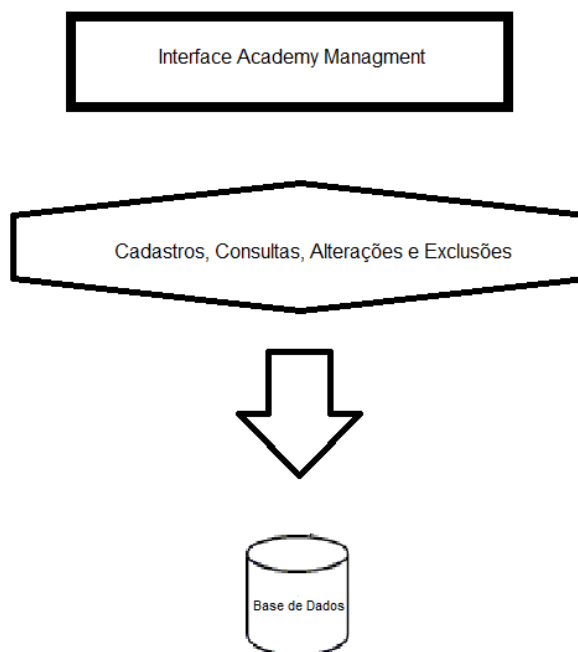 Interface Academy Managment
Cadastros, Consultas, Alterações e Exclusões
Base de Dados